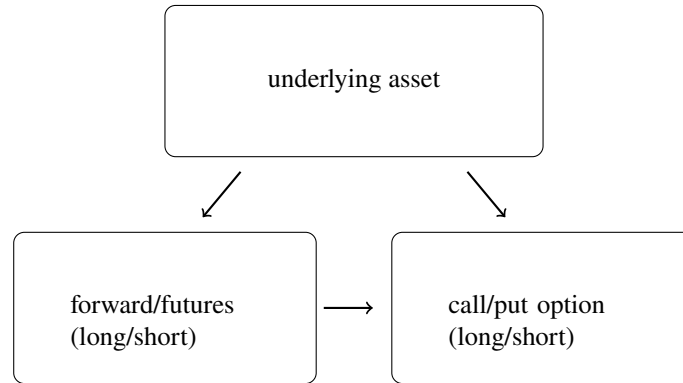 underlying asset
forward/futures
(long/short)
call/put option
(long/short)